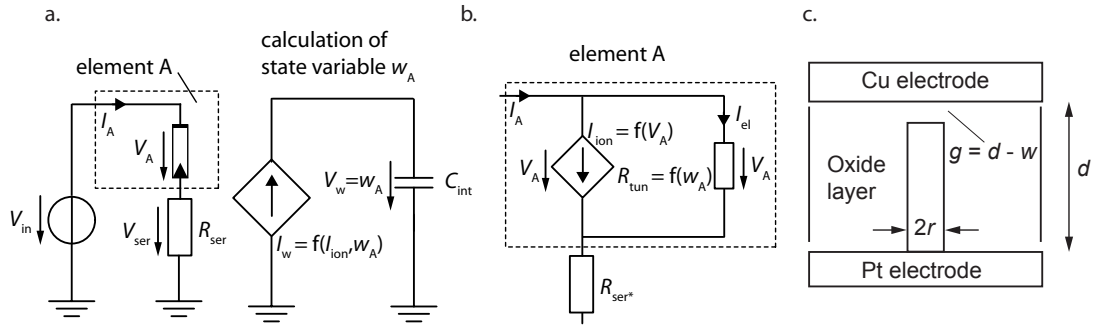 a.
b.
c.
calculation of
state variable w_A
element A
I_A
V_A
V_in
V_ser
R_ser
V_w=w_A
C_int
I_w = f(I_ion,w_A)
element A
I_A
I_ion = f(V_A)
I_el
V_A
R_tun = f(w_A)
V_A
R_ser*
Cu electrode
Oxide
layer
g = d - w
d
2r
Pt electrode